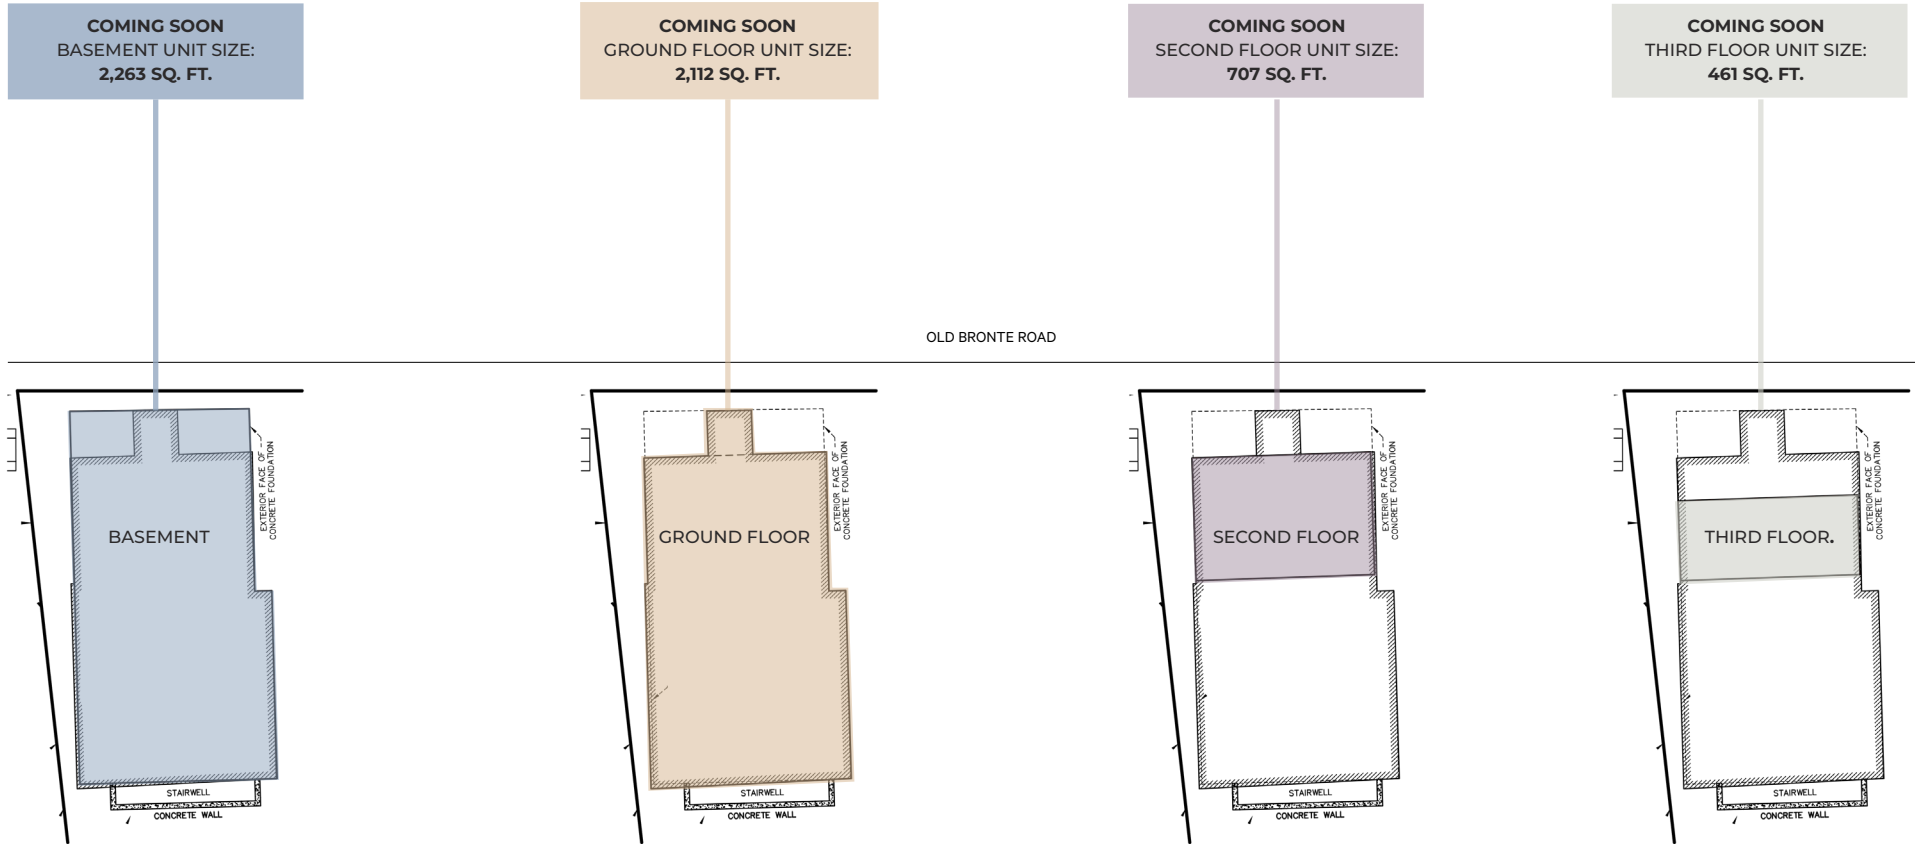 COMING SOON
BASEMENT UNIT SIZE:
2,263 SQ. FT.
COMING SOON
GROUND FLOOR UNIT SIZE:
2,112 SQ. FT.
COMING SOON
SECOND FLOOR UNIT SIZE:
707 SQ. FT.
COMING SOON
THIRD FLOOR UNIT SIZE:
461 SQ. FT.
OLD BRONTE ROAD
BASEMENT
EXTERIOR FACE OF
CONCRETE FOUNDATION
STAIRWELL
CONCRETE WALL
GROUND FLOOR
EXTERIOR FACE OF
CONCRETE FOUNDATION
STAIRWELL
CONCRETE WALL
SECOND FLOOR
EXTERIOR FACE OF
CONCRETE FOUNDATION
STAIRWELL
CONCRETE WALL
THIRD FLOOR.
EXTERIOR FACE OF
CONCRETE FOUNDATION
STAIRWELL
CONCRETE WALL